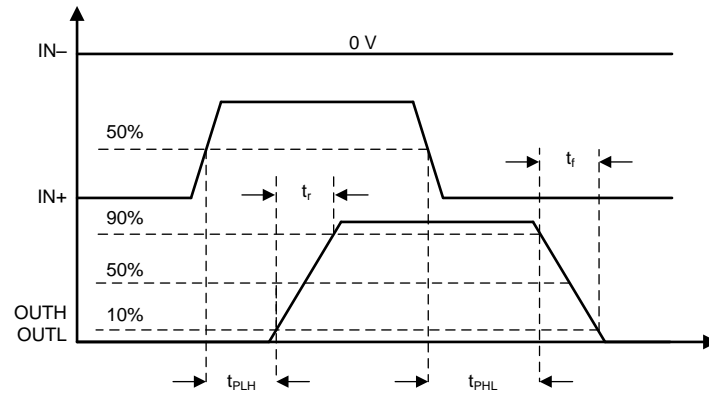 IN–
0 V
50%
t_f
IN+
t_r
90%
50%
10%
OUTH
OUTL
t_PLH
t_PHL